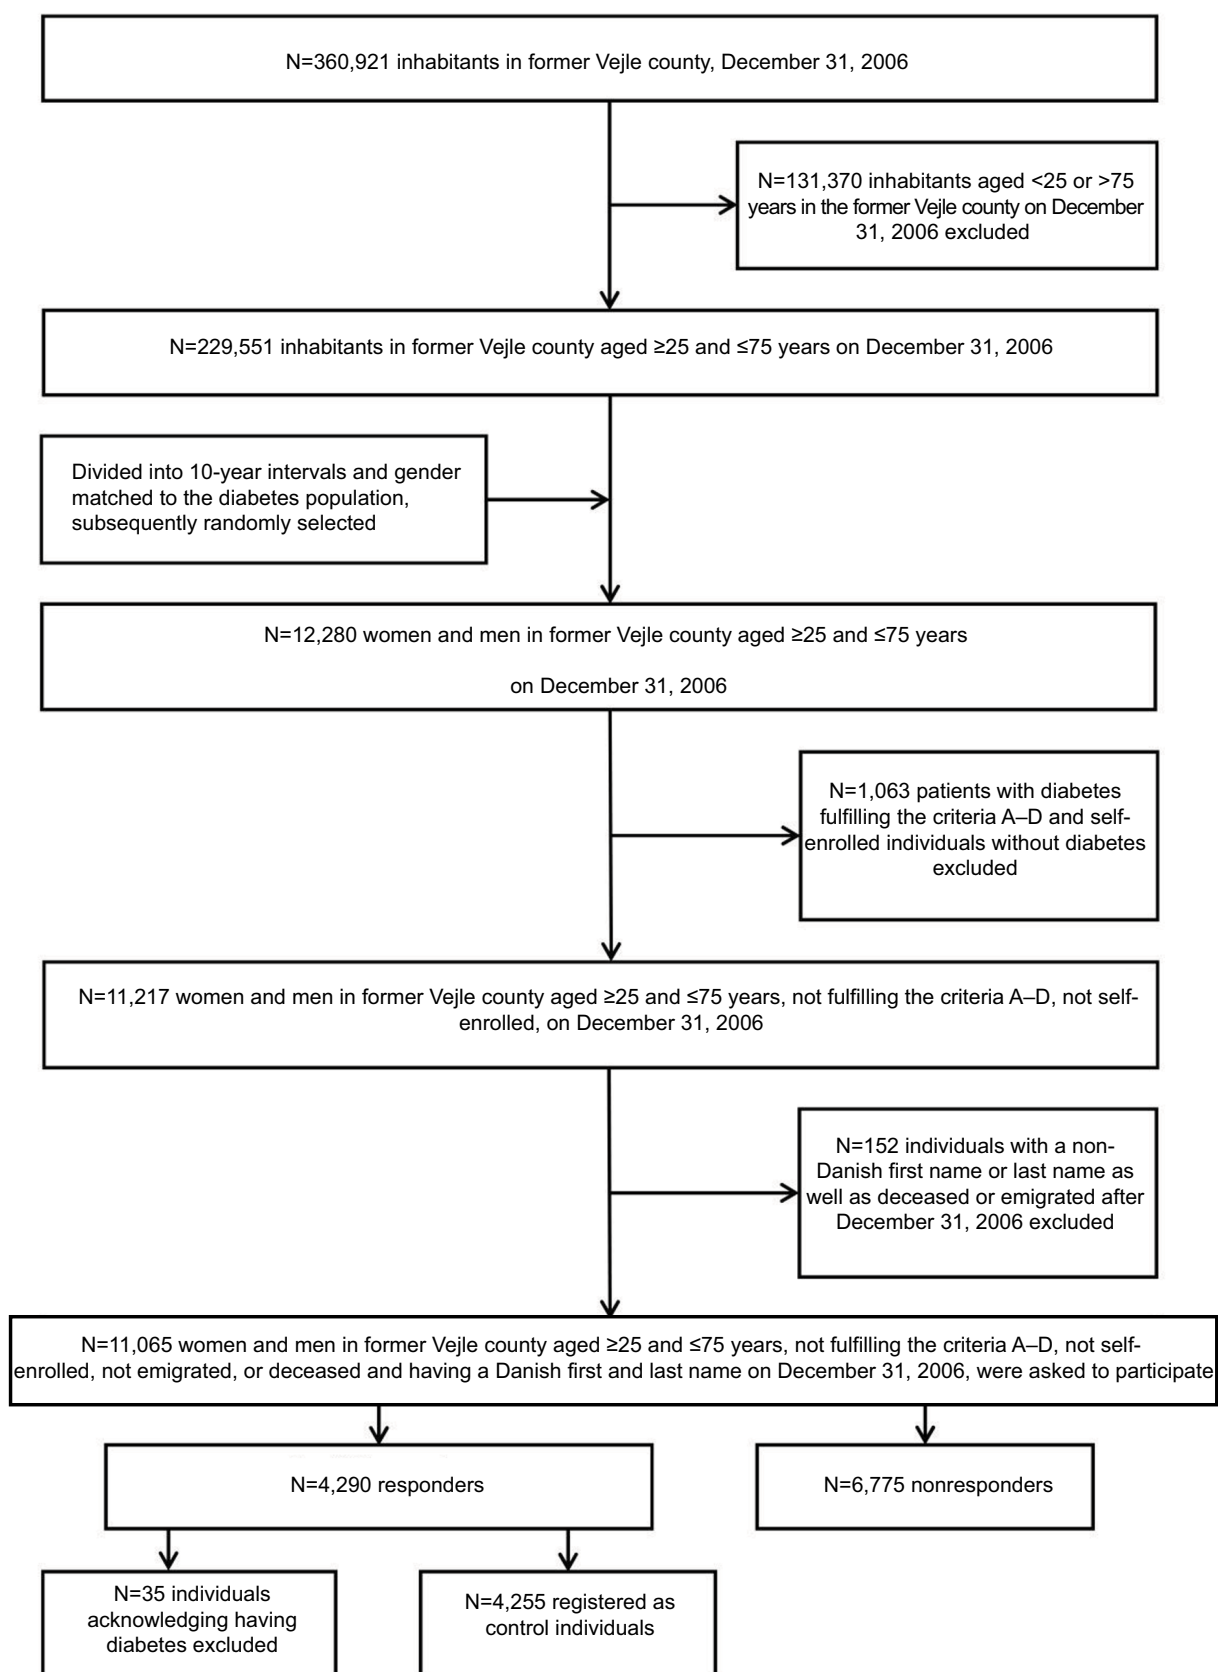 N=360,921 inhabitants in former Vejle county, December 31, 2006
N=131,370 inhabitants aged <25 or >75
years in the former Vejle county on December
31, 2006 excluded
N=229,551 inhabitants in former Vejle county aged ≥25 and ≤75 years on December 31, 2006
Divided into 10-year intervals and gender
matched to the diabetes population,
subsequently randomly selected
N=12,280 women and men in former Vejle county aged ≥25 and ≤75 years
on December 31, 2006
N=1,063 patients with diabetes
fulfilling the criteria A–D and self-
enrolled individuals without diabetes
excluded
N=11,217 women and men in former Vejle county aged ≥25 and ≤75 years, not fulfilling the criteria A–D, not self-
enrolled, on December 31, 2006
N=152 individuals with a non-
Danish first name or last name as
well as deceased or emigrated after
December 31, 2006 excluded
N=11,065 women and men in former Vejle county aged ≥25 and ≤75 years, not fulfilling the criteria A–D, not self-
enrolled, not emigrated, or deceased and having a Danish first and last name on December 31, 2006, were asked to participate
N=4,290 responders
N=6,775 nonresponders
N=35 individuals
acknowledging having
diabetes excluded
N=4,255 registered as
control individuals